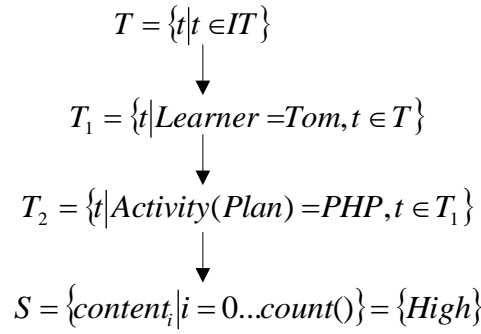 T = {t|t ∈IT}
T₁ = {t|Learner =Tom, t ∈ T}
T₂ = {t|Activity(Plan) =PHP, t ∈ T₁}
S = {contentᵢ|i = 0...count()} = {High}